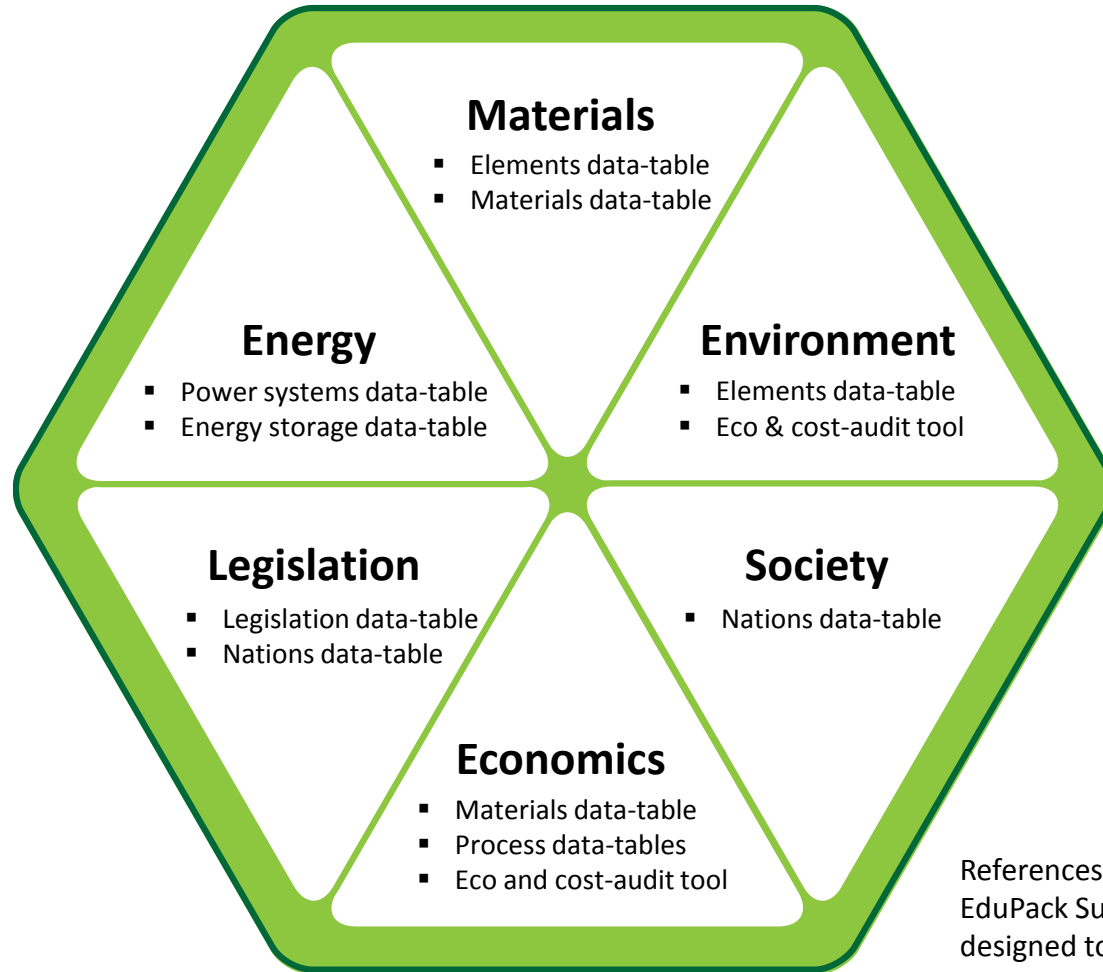 Materials
▪ Elements data-table
▪ Materials data-table
Energy
▪ Power systems data-table
▪ Energy storage data-table
Environment
▪ Elements data-table
▪ Eco & cost-audit tool
Legislation
▪ Legislation data-table
▪ Nations data-table
Society
▪ Nations data-table
Economics
▪ Materials data-table
▪ Process data-tables
▪ Eco and cost-audit tool
References
EduPack Su
designed to